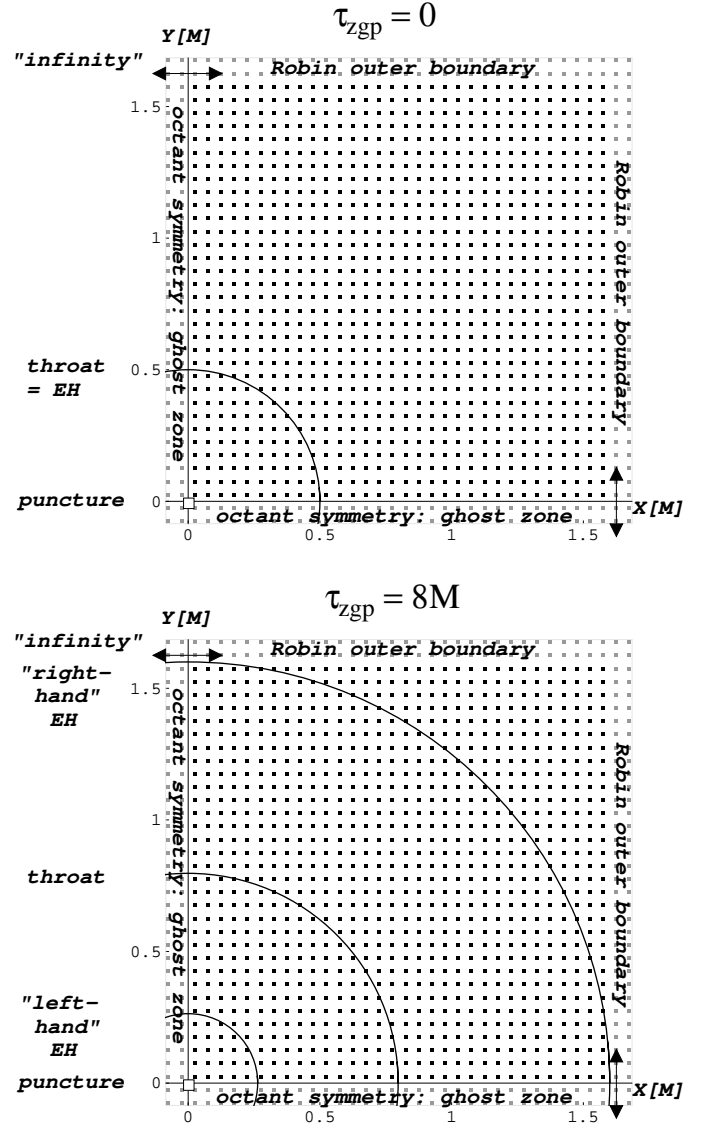 τzgp = 0
Y[M]
"infinity"
Robin outer boundary
1.5
octant symmetry: ghost zone
Robin outer boundary
1
throat
= EH
0.5
puncture
0
X[M]
octant symmetry: ghost zone
0
0.5
1
1.5
τzgp = 8M
Y[M]
"infinity"
Robin outer boundary
"right-
hand"
EH
1.5
octant symmetry: ghost zone
Robin outer boundary
1
throat
0.5
"left-
hand"
EH
puncture
0
X[M]
octant symmetry: ghost zone
0
0.5
1
1.5